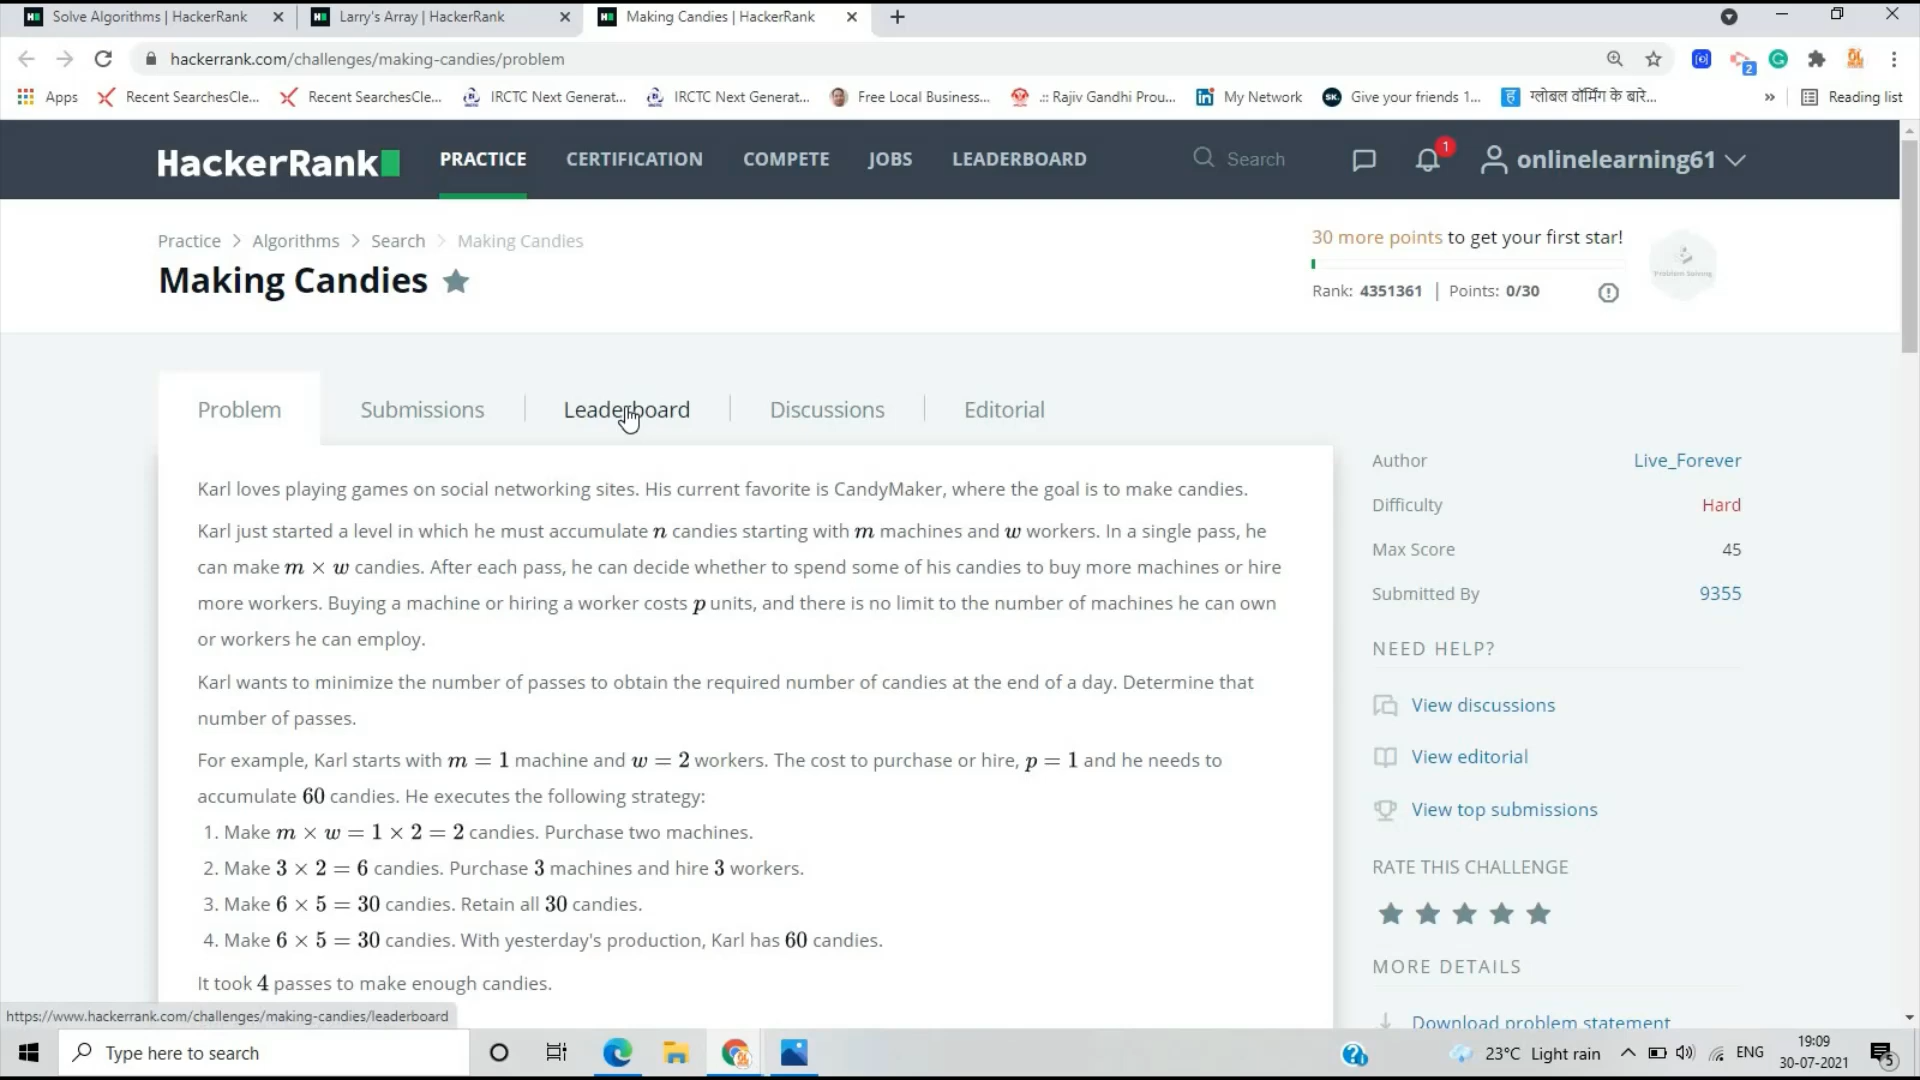 Solve Algorithms | HackerRank
Larry's Array | HackerRank
Making Candies | HackerRank
hackerrank.com/challenges/making-candies/problem
2
Apps
Recent SearchesCle...
Recent SearchesCle...
IRCTC Next Generat...
IRCTC Next Generat...
Free Local Business...
.:: Rajiv Gandhi Prou...
My Network
Give your friends 1...
ग्लोबल वॉर्मिंग के बारे...
»
Reading list
HackerRank
PRACTICE
CERTIFICATION
COMPETE
JOBS
LEADERBOARD
Search
1
onlinelearning61
Practice > Algorithms > Search > Making Candies
Making Candies
30 more points to get your first star!
Rank: 4351361 | Points: 0/30
Problem Solving
Problem
Submissions
Leaderboard
Discussions
Editorial
Karl loves playing games on social networking sites. His current favorite is CandyMaker, where the goal is to make candies.
Karl just started a level in which he must accumulate n candies starting with m machines and w workers. In a single pass, he
can make m × w candies. After each pass, he can decide whether to spend some of his candies to buy more machines or hire
more workers. Buying a machine or hiring a worker costs p units, and there is no limit to the number of machines he can own
or workers he can employ.
Karl wants to minimize the number of passes to obtain the required number of candies at the end of a day. Determine that
number of passes.
For example, Karl starts with m = 1 machine and w = 2 workers. The cost to purchase or hire, p = 1 and he needs to
accumulate 60 candies. He executes the following strategy:
1. Make m × w = 1 × 2 = 2 candies. Purchase two machines.
2. Make 3 × 2 = 6 candies. Purchase 3 machines and hire 3 workers.
3. Make 6 × 5 = 30 candies. Retain all 30 candies.
4. Make 6 × 5 = 30 candies. With yesterday's production, Karl has 60 candies.
It took 4 passes to make enough candies.
Author Live_Forever
Difficulty Hard
Max Score 45
Submitted By 9355
NEED HELP?
View discussions
View editorial
View top submissions
RATE THIS CHALLENGE
MORE DETAILS
Download problem statement
https://www.hackerrank.com/challenges/making-candies/leaderboard
Type here to search
23°C Light rain
ENG
19:09
30-07-2021
5